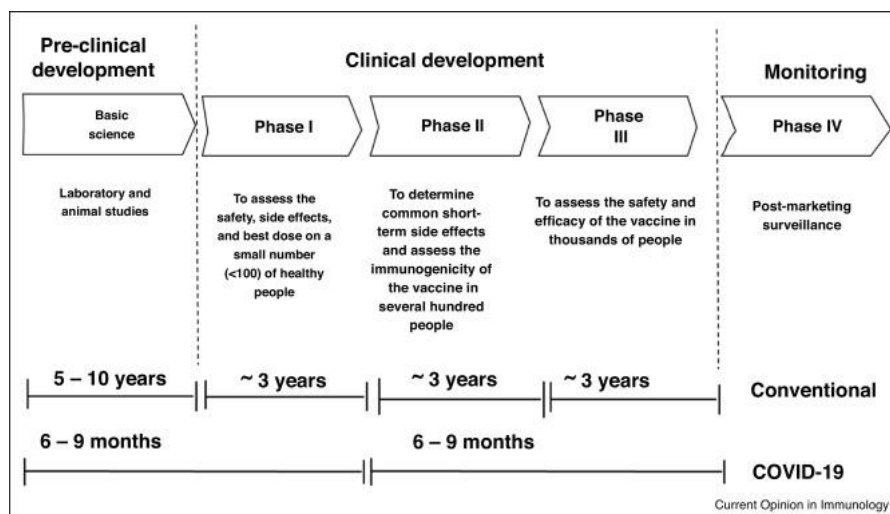 Pre-clinical
development
Clinical development
Monitoring
Basic
science
Phase I
Phase II
Phase
III
Phase IV
Laboratory and
animal studies
To assess the
safety, side effects,
and best dose on a
small number
(<100) of healthy
people
To determine
common short-
term side effects
and assess the
immunogenicity of
the vaccine in
several hundred
people
To assess the safety and
efficacy of the vaccine in
thousands of people
Post-marketing
surveillance
5 – 10 years
~ 3 years
~ 3 years
~ 3 years
Conventional
6 – 9 months
6 – 9 months
COVID-19
Current Opinion in Immunology